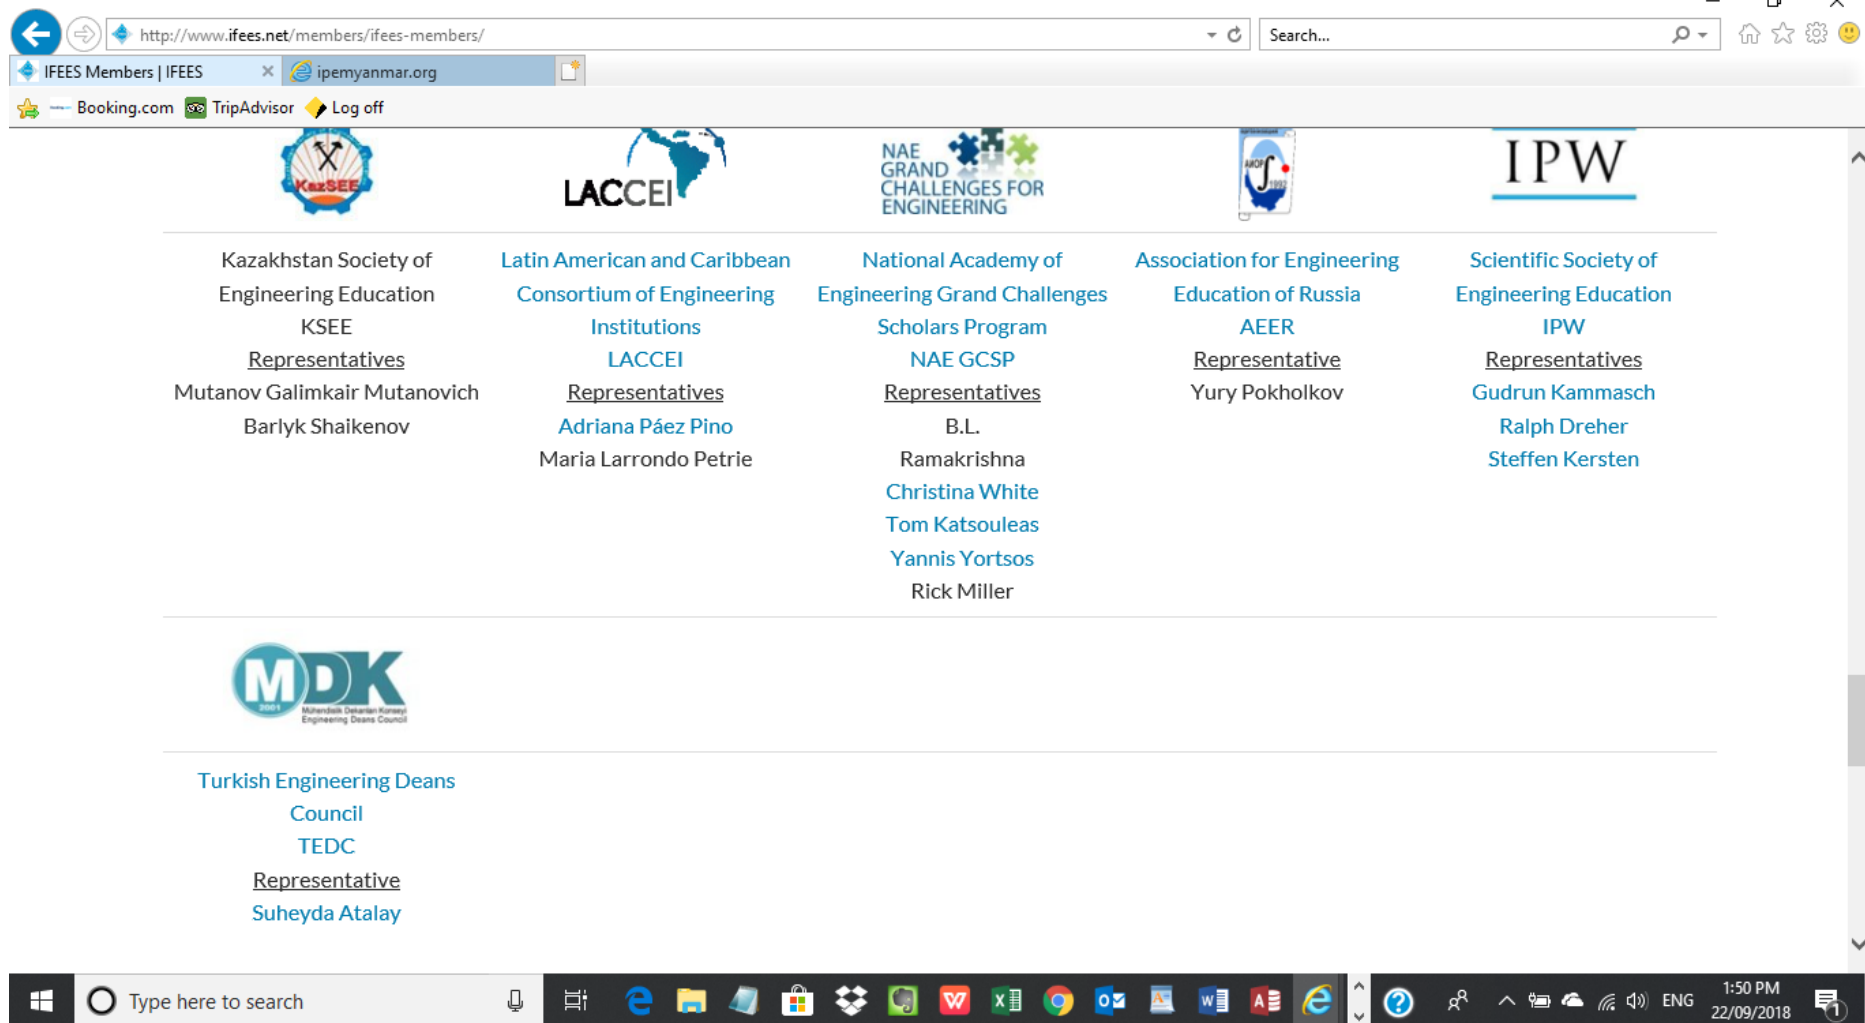 http://www.ifees.net/members/ifees-members/
Search...
IFEES Members | IFEES
ipemyanmar.org
Booking.com
TripAdvisor
Log off
KazSEE
LACCEI
NAE
GRAND
CHALLENGES FOR
ENGINEERING
АИОР
1992
IPW
Kazakhstan Society of
Engineering Education
KSEE
Representatives
Mutanov Galimkair Mutanovich
Barlyk Shaikenov
Latin American and Caribbean
Consortium of Engineering
Institutions
LACCEI
Representatives
Adriana Páez Pino
Maria Larrondo Petrie
National Academy of
Engineering Grand Challenges
Scholars Program
NAE GCSP
Representatives
B.L.
Ramakrishna
Christina White
Tom Katsouleas
Yannis Yortsos
Rick Miller
Association for Engineering
Education of Russia
AEER
Representative
Yury Pokholkov
Scientific Society of
Engineering Education
IPW
Representatives
Gudrun Kammasch
Ralph Dreher
Steffen Kersten
MDK
2001
Mühendislik Dekanları Konseyi
Engineering Deans Council
Turkish Engineering Deans
Council
TEDC
Representative
Suheyda Atalay
Type here to search
ENG
1:50 PM
22/09/2018
1